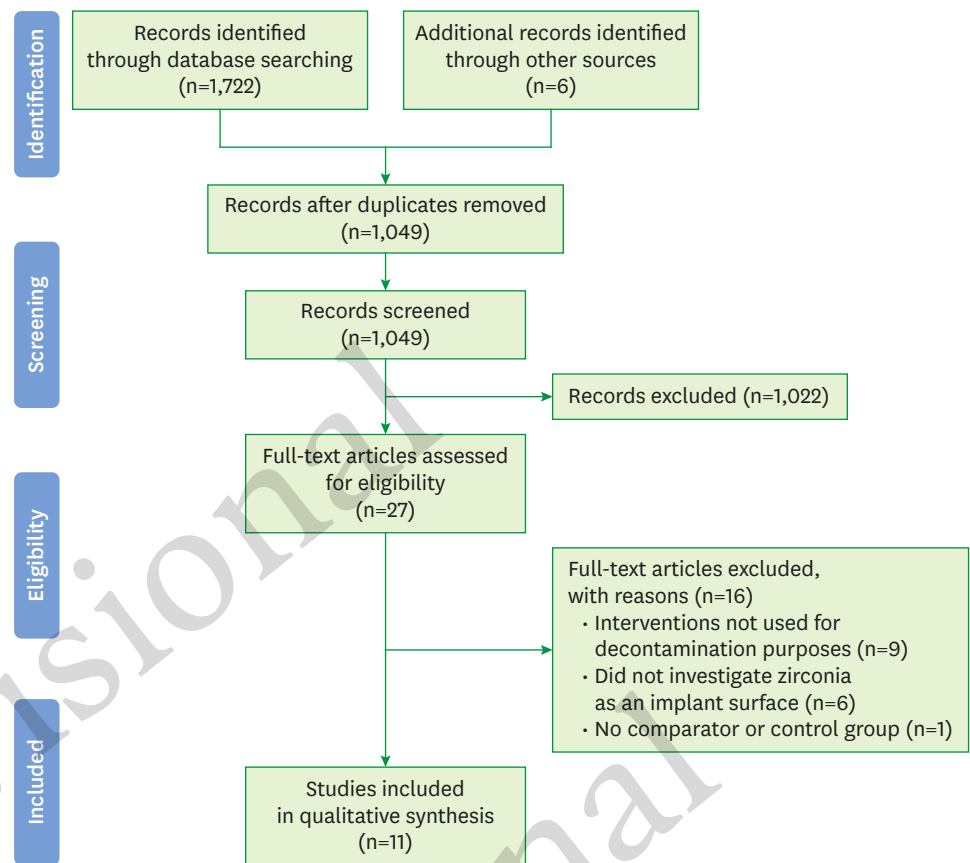 Identification
Records identified
through database searching
(n=1,722)
Additional records identified
through other sources
(n=6)
Records after duplicates removed
(n=1,049)
Screening
Records screened
(n=1,049)
Records excluded (n=1,022)
Eligibility
Full-text articles assessed
for eligibility
(n=27)
Full-text articles excluded,
with reasons (n=16)
· Interventions not used for
decontamination purposes (n=9)
· Did not investigate zirconia
as an implant surface (n=6)
· No comparator or control group (n=1)
Included
Studies included
in qualitative synthesis
(n=11)
isional
nal